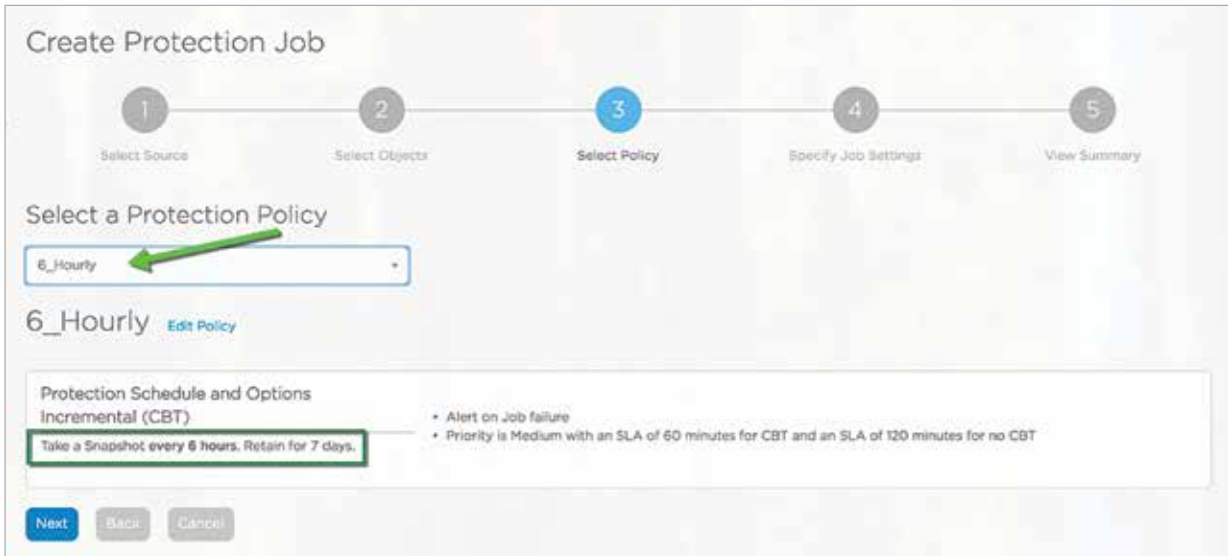 Create Protection Job
1
2
3
4
5
Select Source
Select Objects
Select Policy
Specify Job Settings
View Summary
Select a Protection Policy
6_Hourly
6_Hourly Edit Policy
Protection Schedule and Options
Incremental (CBT)
Take a Snapshot every 6 hours. Retain for 7 days.
• Alert on Job failure
• Priority is Medium with an SLA of 60 minutes for CBT and an SLA of 120 minutes for no CBT
Next Back Cancel